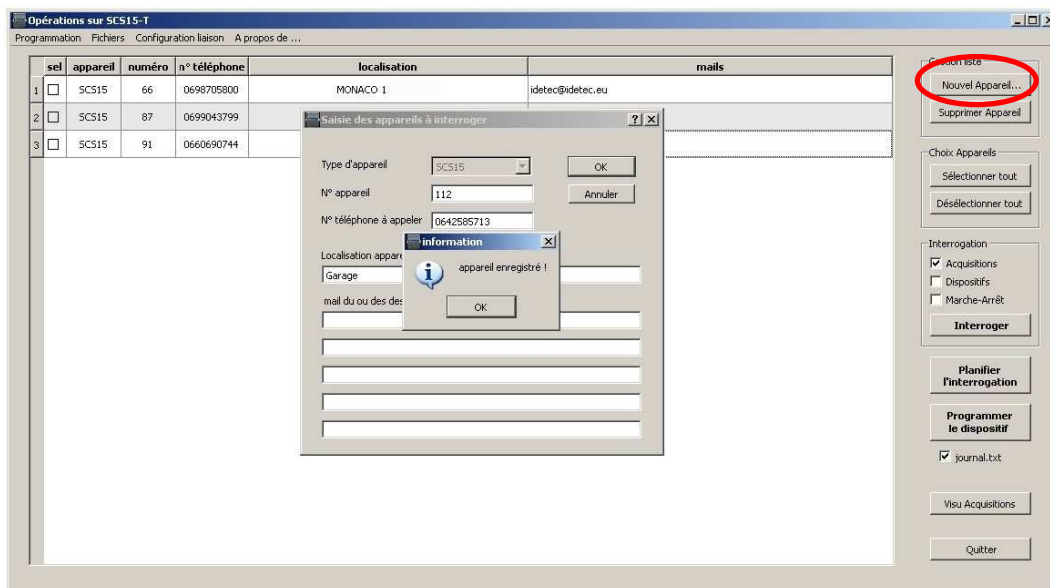 Opérations sur SCS15-T
Programmation Fichiers Configuration liaison A propos de ...
sel appareil numéro n° téléphone localisation mails
1 SCS15 66 0698705800 MONACO 1 idetec@idetec.eu
2 SCS15 87 0699043799
3 SCS15 91 0660690744
Saisie des appareils à interroger
Type d'appareil SCS15 OK
N° appareil 112 Annuler
N° téléphone à appeler 0642585713
Localisation appare
Garage
mail du ou des des
information
appareil enregistré !
OK
Gestion liste
Nouvel Appareil...
Supprimer Appareil
Choix Appareils
Sélectionner tout
Désélectionner tout
Interrogation
Acquisitions
Dispositifs
Marche-Arrêt
Interroger
Planifier
l'interrogation
Programmer
le dispositif
journal.txt
Visu Acquisitions
Quitter